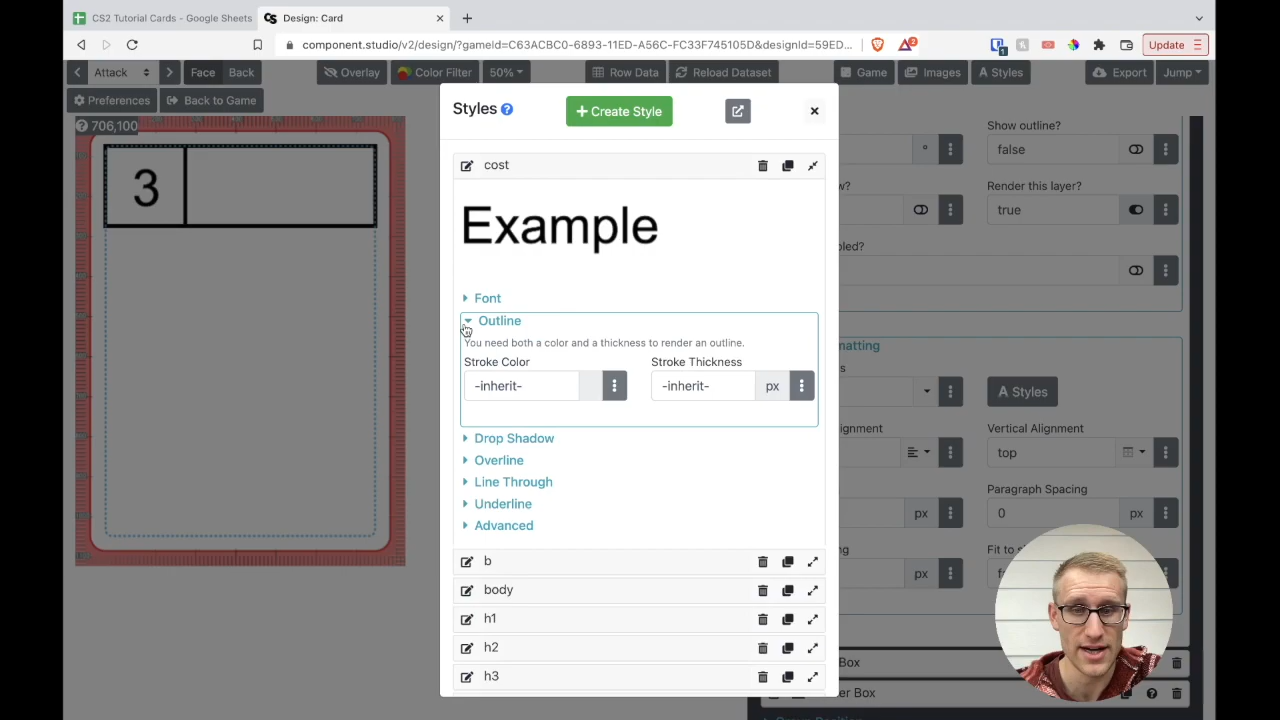 CS2 Tutorial Cards - Google Sheets
Design: Card
component.studio/v2/design/?gameId=C63ACBC0-6893-11ED-A56C-FC33F745105D&designId=59ED...
2
1
Update
Attack
Face
Back
Overlay
Color Filter
50%
Row Data
Reload Dataset
Game
Images
A Styles
Export
Jump
Preferences
Back to Game
706,100
3
Styles
+ Create Style
cost
Example
Font
Outline
You need both a color and a thickness to render an outline.
Stroke Color
Stroke Thickness
-inherit-
-inherit-
px
Drop Shadow
Overline
Line Through
Underline
Advanced
b
body
h1
h2
h3
Show outline?
°
false
Render this layer?
true
A Styles
Vertical Alignment
top
Paragraph Spacing
px
0
px
px
Box